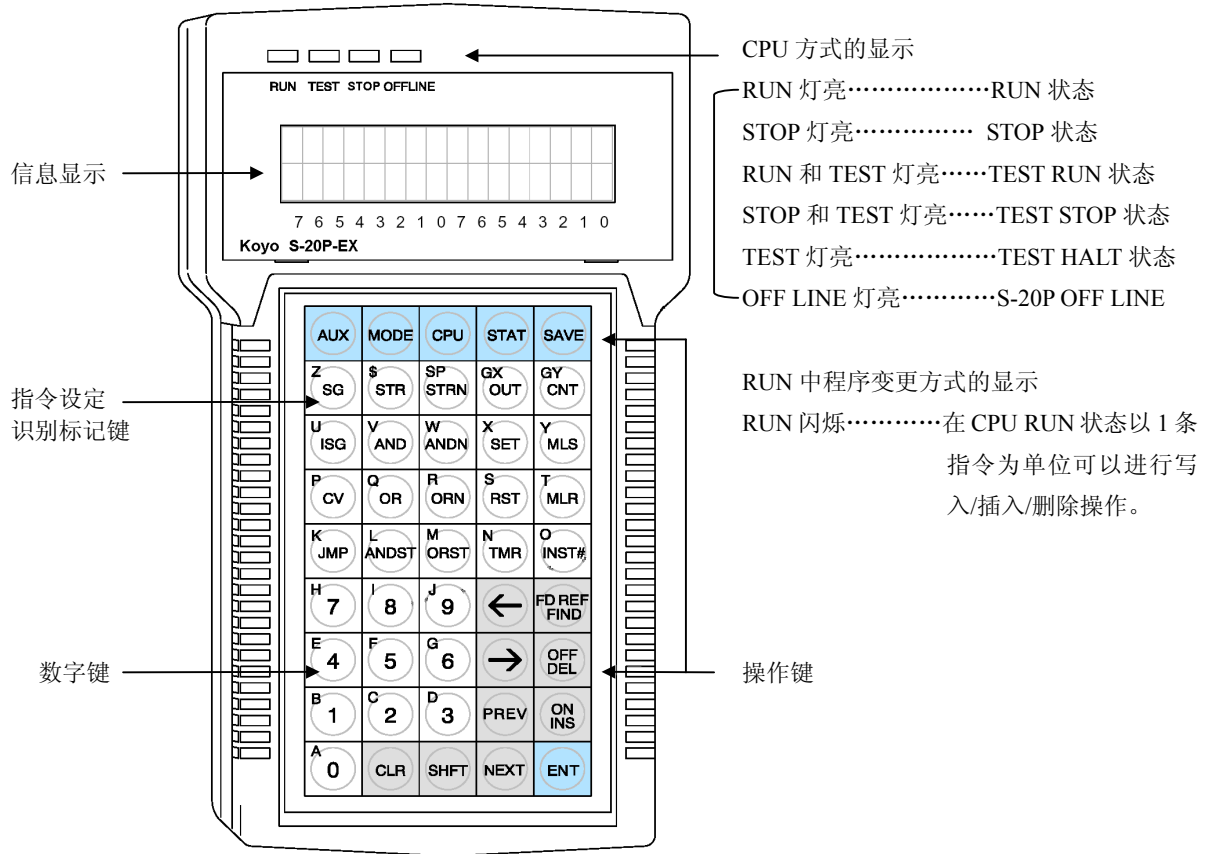 CPU 方式的显示
RUN 灯亮………………RUN 状态
STOP 灯亮…………… STOP 状态
RUN 和 TEST 灯亮……TEST RUN 状态
STOP 和 TEST 灯亮……TEST STOP 状态
TEST 灯亮………………TEST HALT 状态
OFF LINE 灯亮…………S-20P OFF LINE
RUN 中程序变更方式的显示
RUN 闪烁…………在 CPU RUN 状态以 1 条
指令为单位可以进行写
入/插入/删除操作。
操作键
信息显示
指令设定
识别标记键
数字键
RUN TEST STOP OFFLINE
7 6 5 4 3 2 1 0 7 6 5 4 3 2 1 0
Koyo S-20P-EX
AUX MODE CPU STAT SAVE
Z SG $ STR SP STRN GX OUT GY CNT
U ISG V AND W ANDN X SET Y MLS
P CV Q OR R ORN S RST T MLR
K JMP L ANDST M ORST N TMR O INST#
H 7 I 8 J 9 ← FD REF FIND
E 4 F 5 G 6 → OFF DEL
B 1 C 2 D 3 PREV ON INS
A 0 CLR SHFT NEXT ENT